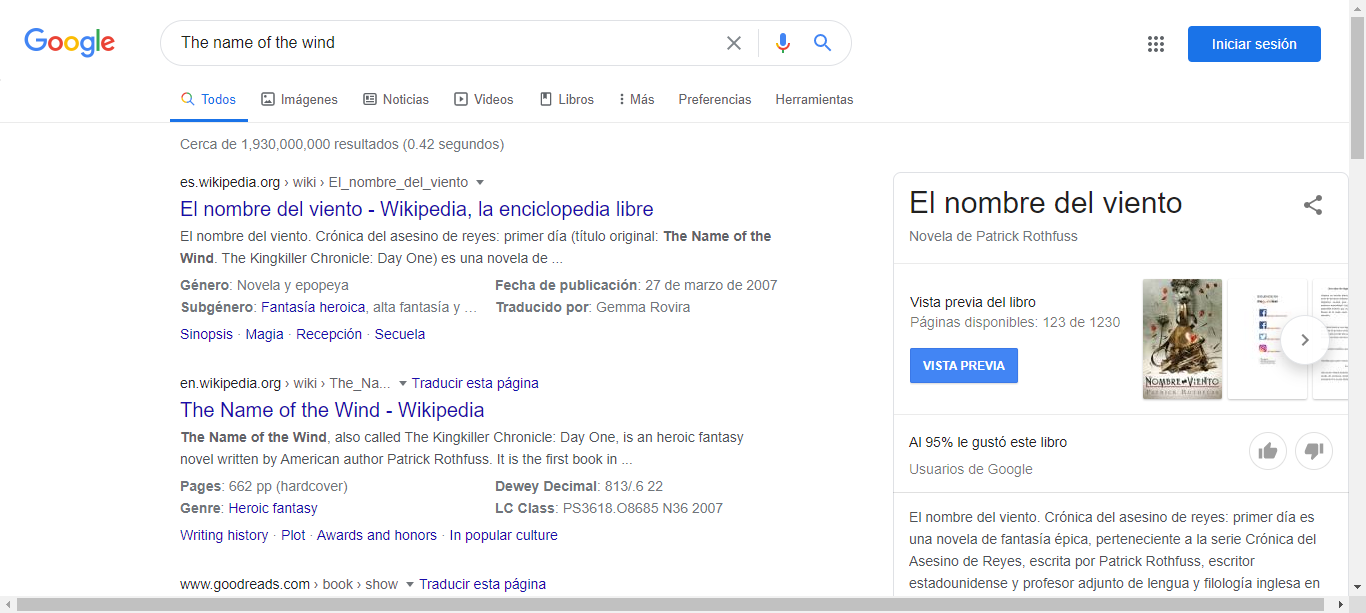 Google
The name of the wind
Iniciar sesión
Todos
Imágenes
Noticias
Videos
Libros
Más
Preferencias
Herramientas
Cerca de 1,930,000,000 resultados (0.42 segundos)
es.wikipedia.org › wiki › El_nombre_del_viento
El nombre del viento - Wikipedia, la enciclopedia libre
El nombre del viento. Crónica del asesino de reyes: primer día (título original: The Name of the
Wind. The Kingkiller Chronicle: Day One) es una novela de ...
Género: Novela y epopeya
Fecha de publicación: 27 de marzo de 2007
Subgénero: Fantasía heroica, alta fantasía y ...
Traducido por: Gemma Rovira
Sinopsis · Magia · Recepción · Secuela
en.wikipedia.org › wiki › The_Na... Traducir esta página
The Name of the Wind - Wikipedia
The Name of the Wind, also called The Kingkiller Chronicle: Day One, is an heroic fantasy
novel written by American author Patrick Rothfuss. It is the first book in ...
Pages: 662 pp (hardcover)
Dewey Decimal: 813/.6 22
Genre: Heroic fantasy
LC Class: PS3618.O8685 N36 2007
Writing history · Plot · Awards and honors · In popular culture
www.goodreads.com › book › show Traducir esta página
El nombre del viento
Novela de Patrick Rothfuss
Vista previa del libro
Páginas disponibles: 123 de 1230
VISTA PREVIA
NOMBRE DEL VIENTO
PATRICK ROTHFUSS
Al 95% le gustó este libro
Usuarios de Google
El nombre del viento. Crónica del asesino de reyes: primer día es
una novela de fantasía épica, perteneciente a la serie Crónica del
Asesino de Reyes, escrita por Patrick Rothfuss, escritor
estadounidense y profesor adjunto de lengua y filología inglesa en